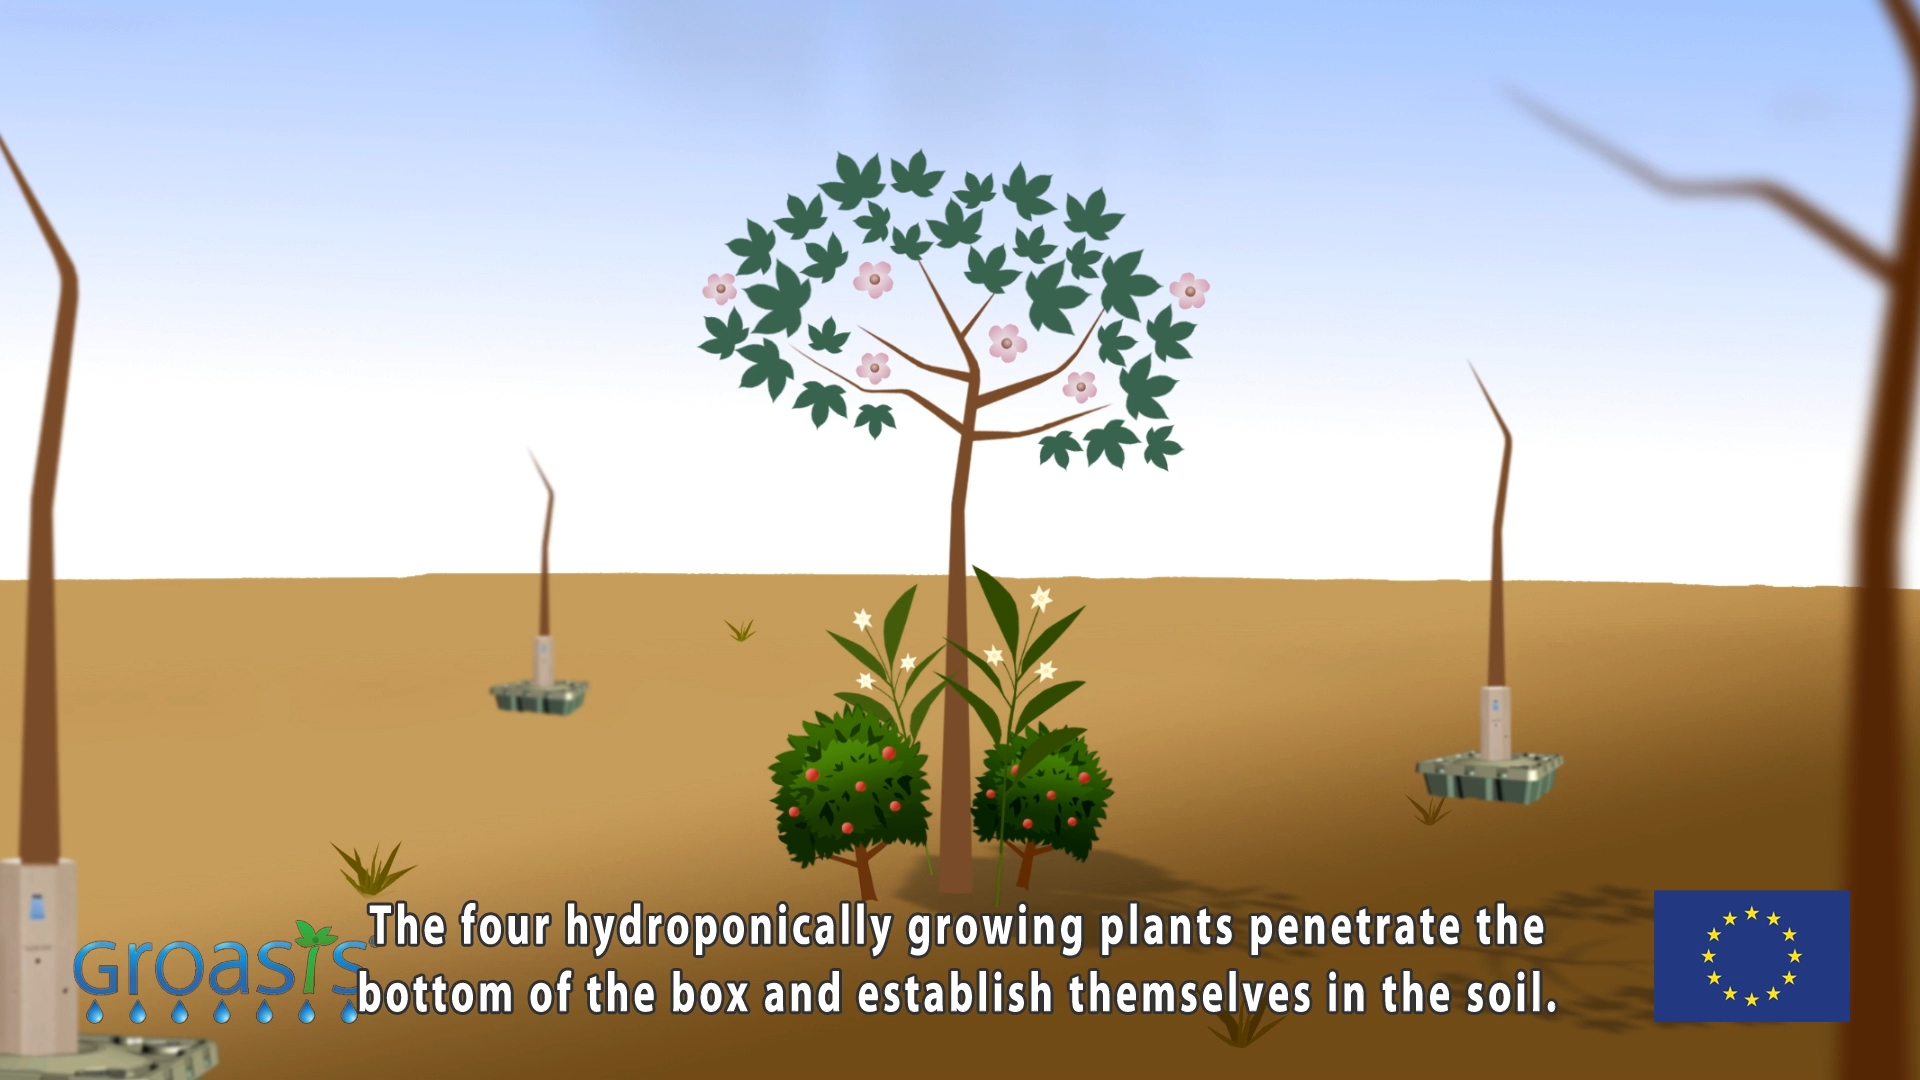 The four hydroponically growing plants penetrate the
bottom of the box and establish themselves in the soil.
GROASIS